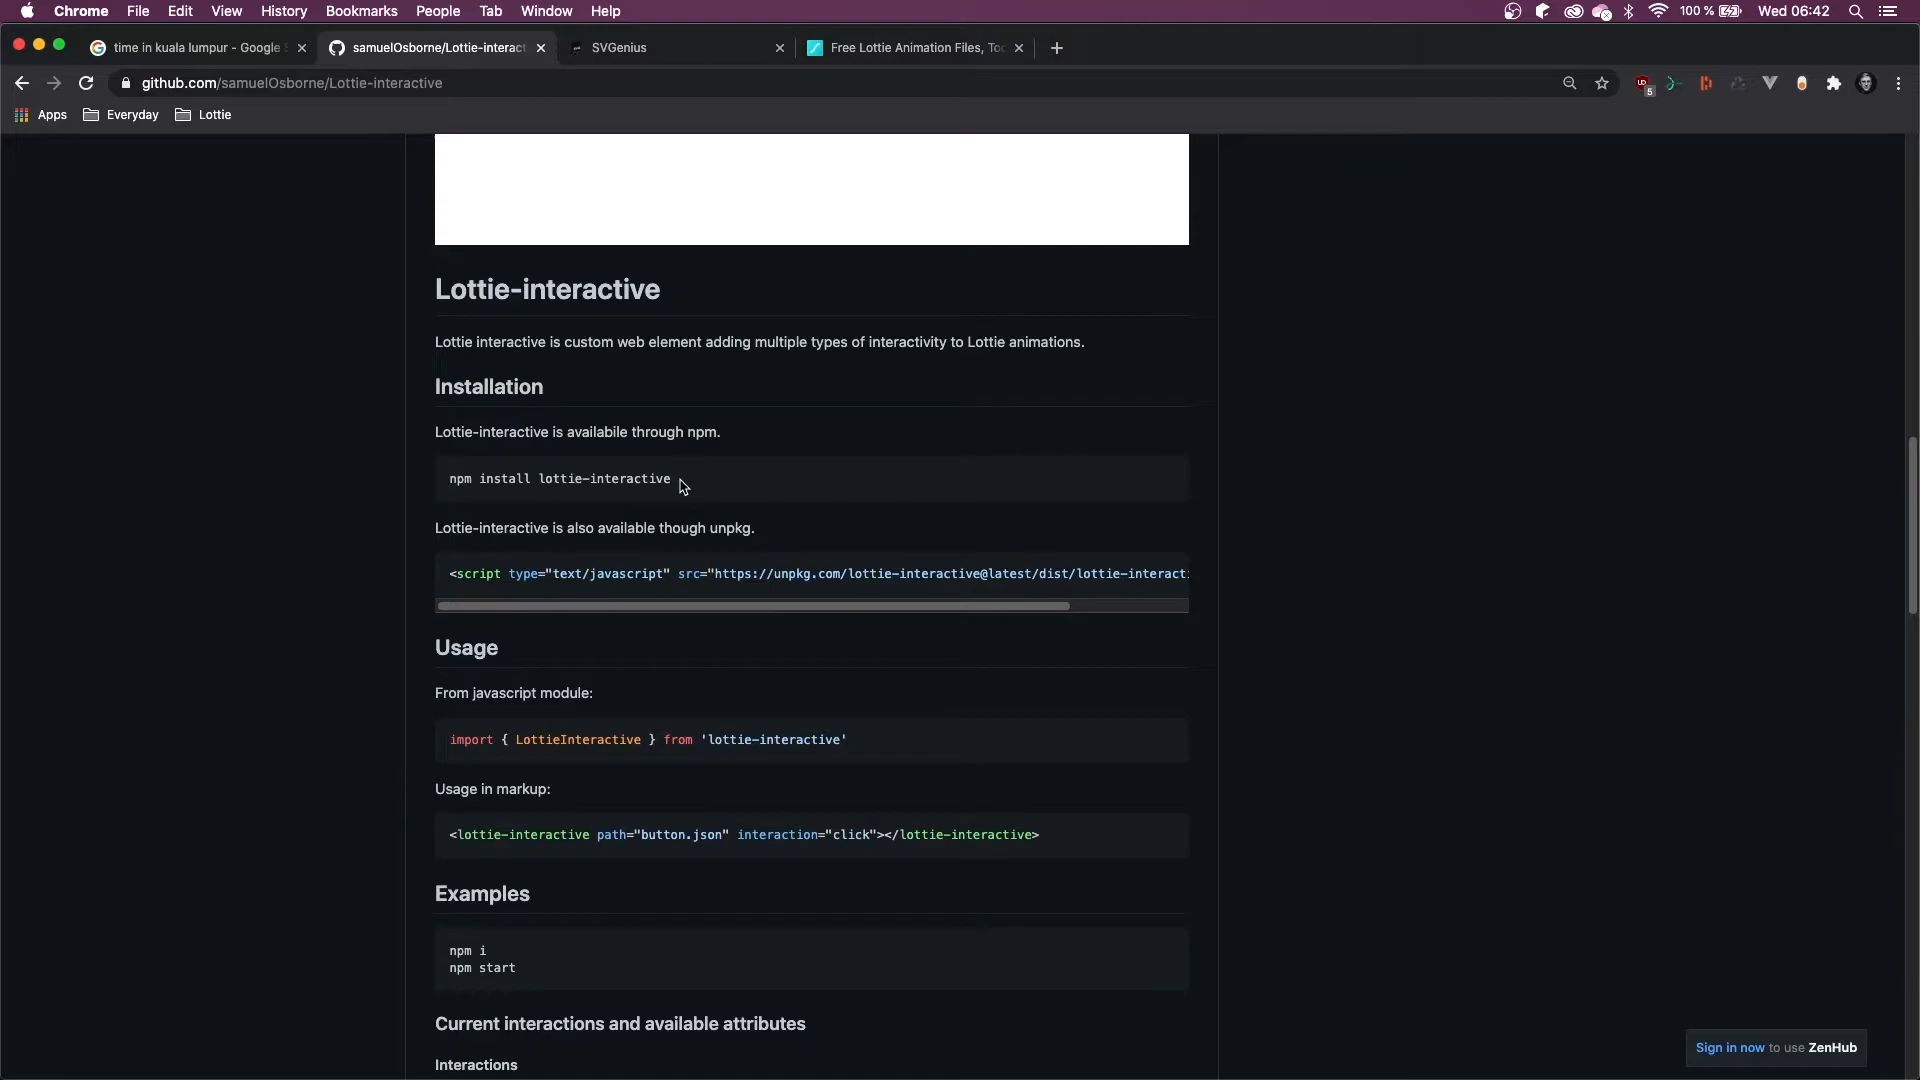 Chrome File Edit View History Bookmarks People Tab Window Help 100 % Wed 06:42
time in kuala lumpur - Google samuelOsborne/Lottie-interact SVGenius Free Lottie Animation Files, Too
github.com/samuelOsborne/Lottie-interactive
5
Apps Everyday Lottie
Lottie-interactive
Lottie interactive is custom web element adding multiple types of interactivity to Lottie animations.
Installation
Lottie-interactive is availabile through npm.
npm install lottie-interactive
Lottie-interactive is also available though unpkg.
<script type="text/javascript" src="https://unpkg.com/lottie-interactive@latest/dist/lottie-interacti
Usage
From javascript module:
import { LottieInteractive } from 'lottie-interactive'
Usage in markup:
<lottie-interactive path="button.json" interaction="click"></lottie-interactive>
Examples
npm i
npm start
Current interactions and available attributes
Interactions
Sign in now to use ZenHub